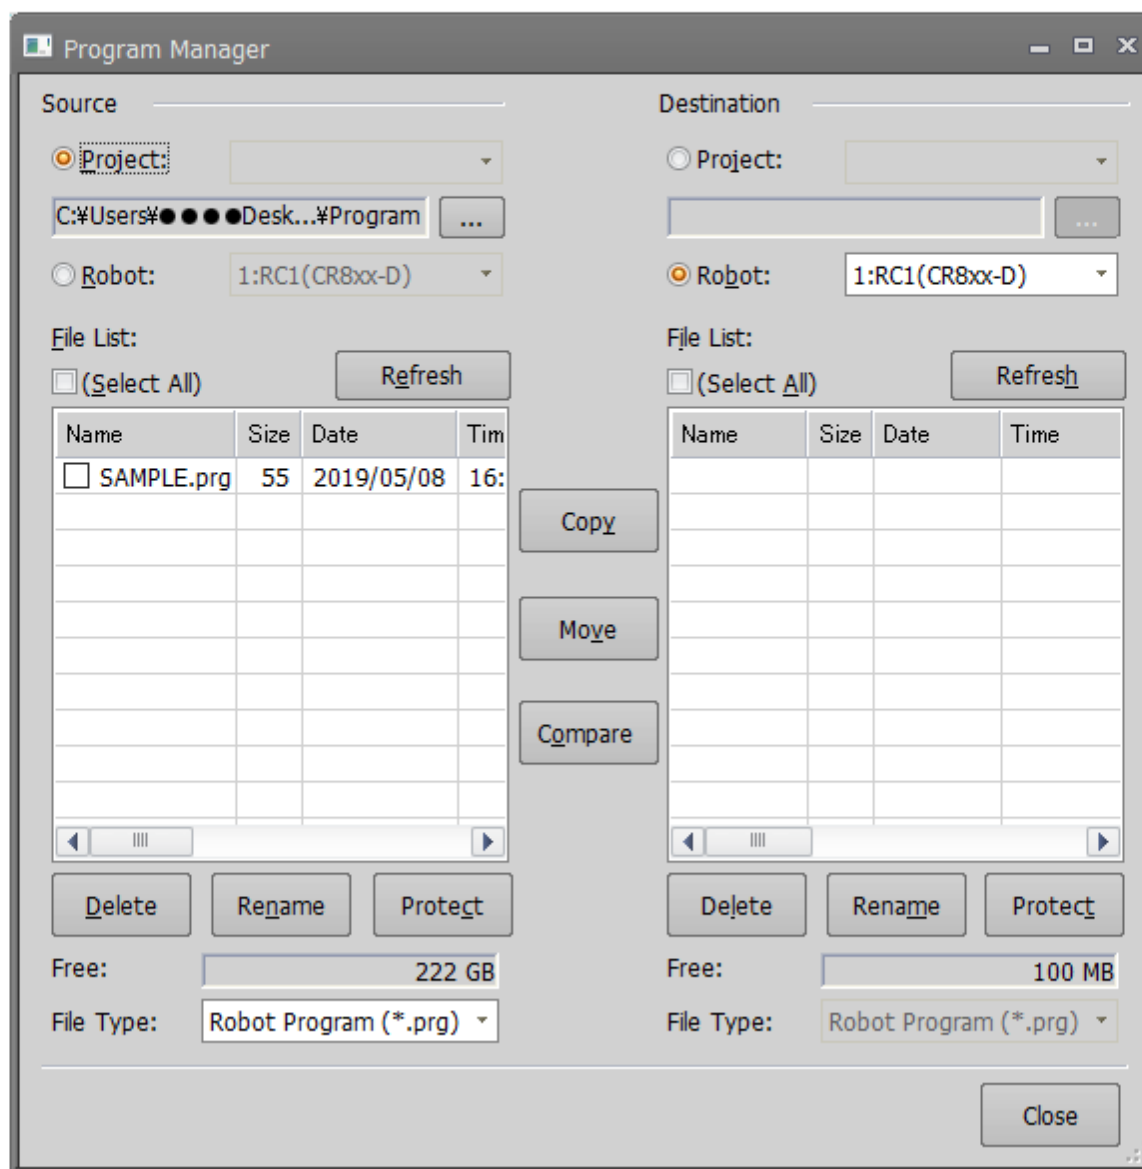 Program Manager
Source
Project:
C:¥Users¥●●●●Desk...¥Program ...
Robot: 1:RC1(CR8xx-D)
File List:
(Select All) Refresh
Name Size Date Tim
SAMPLE.prg 55 2019/05/08 16:
Delete Rename Protect
Free: 222 GB
File Type: Robot Program (*.prg)
Copy
Move
Compare
Destination
Project:
...
Robot: 1:RC1(CR8xx-D)
File List:
(Select All) Refresh
Name Size Date Time
Delete Rename Protect
Free: 100 MB
File Type: Robot Program (*.prg)
Close